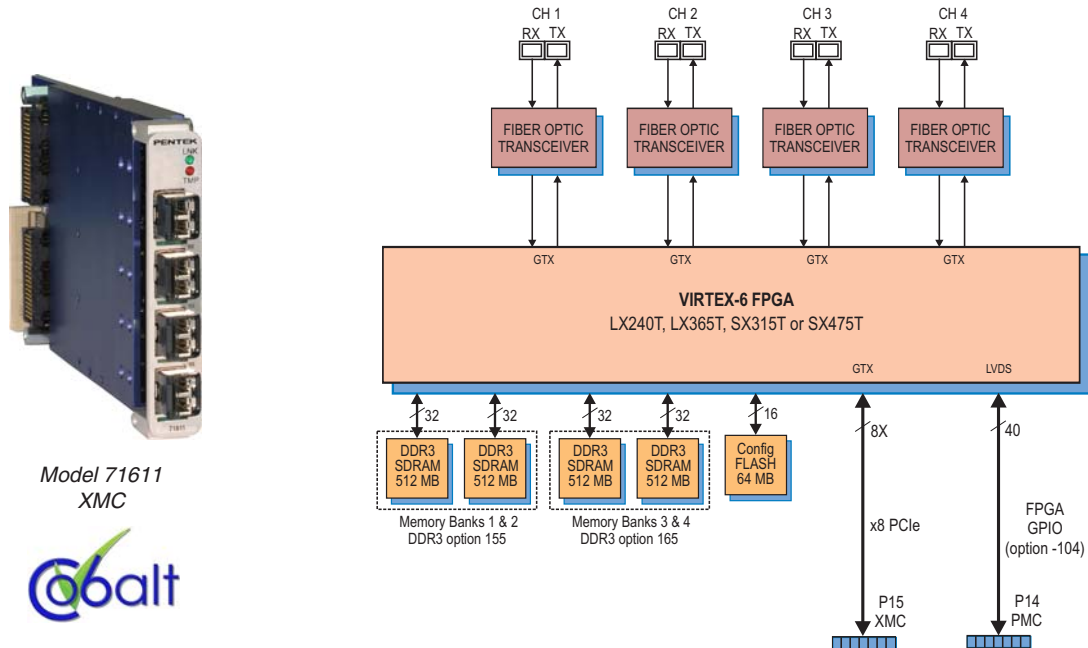 PENTEK
LNK
TMP
71611
Model 71611
XMC
Cobalt
CH 1
RX TX
CH 2
RX TX
CH 3
RX TX
CH 4
RX TX
FIBER OPTIC
TRANSCEIVER
FIBER OPTIC
TRANSCEIVER
FIBER OPTIC
TRANSCEIVER
FIBER OPTIC
TRANSCEIVER
GTX
GTX
GTX
GTX
VIRTEX-6 FPGA
LX240T, LX365T, SX315T or SX475T
GTX
LVDS
32
32
32
32
16
8X
40
DDR3
SDRAM
512 MB
DDR3
SDRAM
512 MB
DDR3
SDRAM
512 MB
DDR3
SDRAM
512 MB
Config
FLASH
64 MB
Memory Banks 1 & 2
DDR3 option 155
Memory Banks 3 & 4
DDR3 option 165
x8 PCIe
FPGA
GPIO
(option -104)
P15
XMC
P14
PMC